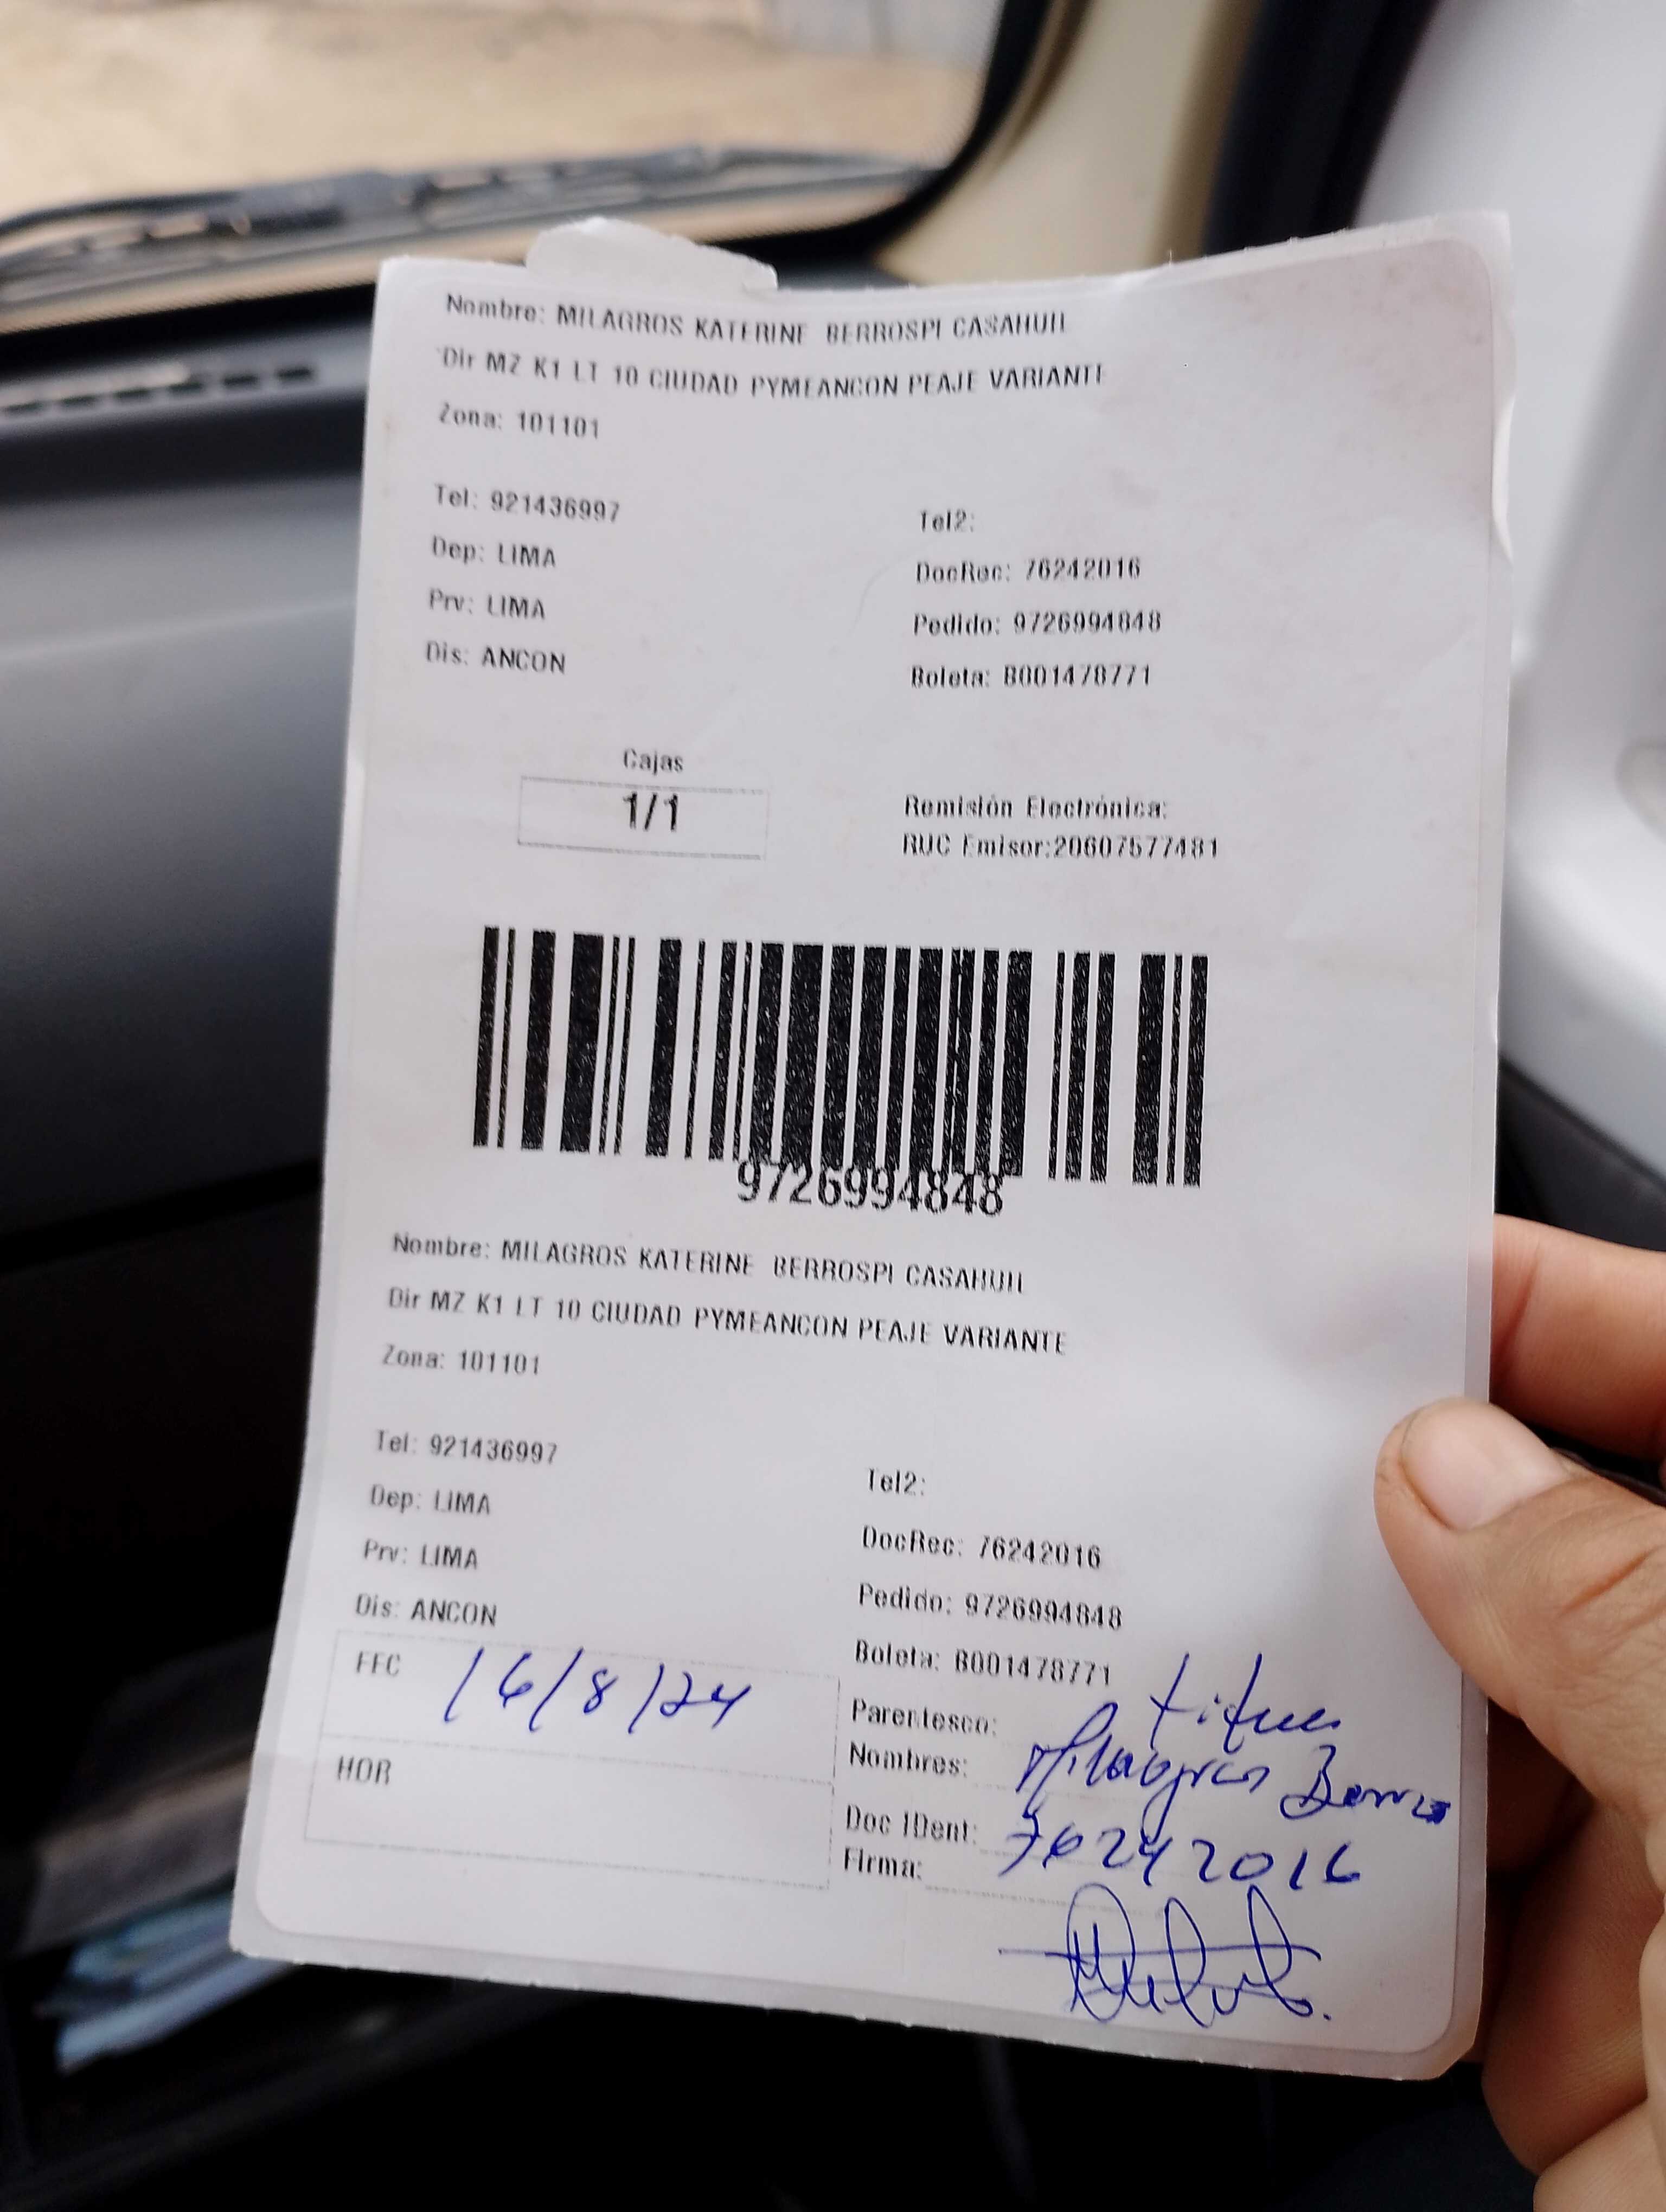 Nombre: MILAGROS KATERINE BERROSPI CASAHUIL
Dir MZ K1 LT 10 CIUDAD PYMEANCON PEAJE VARIANTE
Zona: 101101
Tel: 921436997
Tel2:
Dep: LIMA
DocRec: 76242016
Prv: LIMA
Pedido: 9726994848
Dis: ANCON
Boleta: B001478771
Cajas
1/1
Remisión Electrónica:
RUC Emisor:20607577481
9726994848
Nombre: MILAGROS KATERINE BERROSPI CASAHUIL
Dir MZ K1 LT 10 CIUDAD PYMEANCON PEAJE VARIANTE
Zona: 101101
Tel: 921436997
Tel2:
Dep: LIMA
DocRec: 76242016
Prv: LIMA
Pedido: 9726994848
Dis: ANCON
Boleta: B001478771
FEC 16/8/24
Parentesco:
Nombres: Milagros
HOR
Doc IDent: 76242016
Firma: